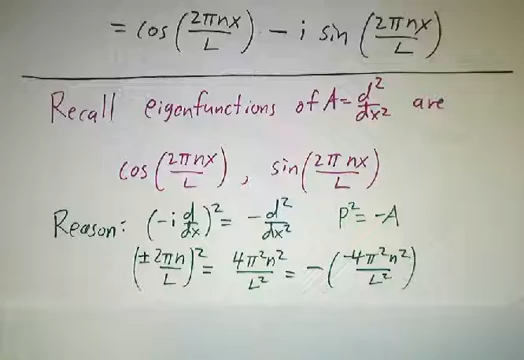 = cos(2πnx/L) - i sin(2πnx/L)
Recall eigenfunctions of A = d²/dx² are
cos(2πnx/L), sin(2πnx/L)
Reason: (-i d/dx)² = -d²/dx² P² = -A
(±2πn/L)² = 4π²n²/L² = -(-4π²n²/L²)